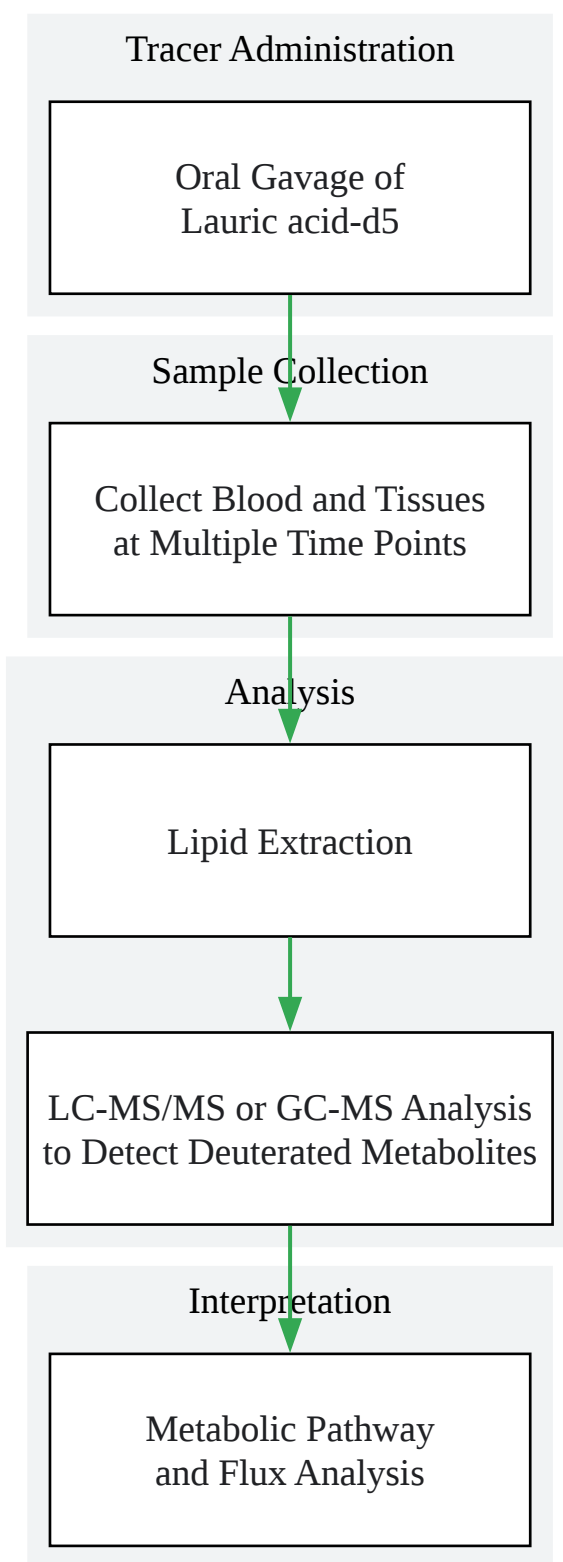 Tracer Administration
Oral Gavage of
Lauric acid-d5
Sample Collection
Collect Blood and Tissues
at Multiple Time Points
Analysis
Lipid Extraction
LC-MS/MS or GC-MS Analysis
to Detect Deuterated Metabolites
Interpretation
Metabolic Pathway
and Flux Analysis